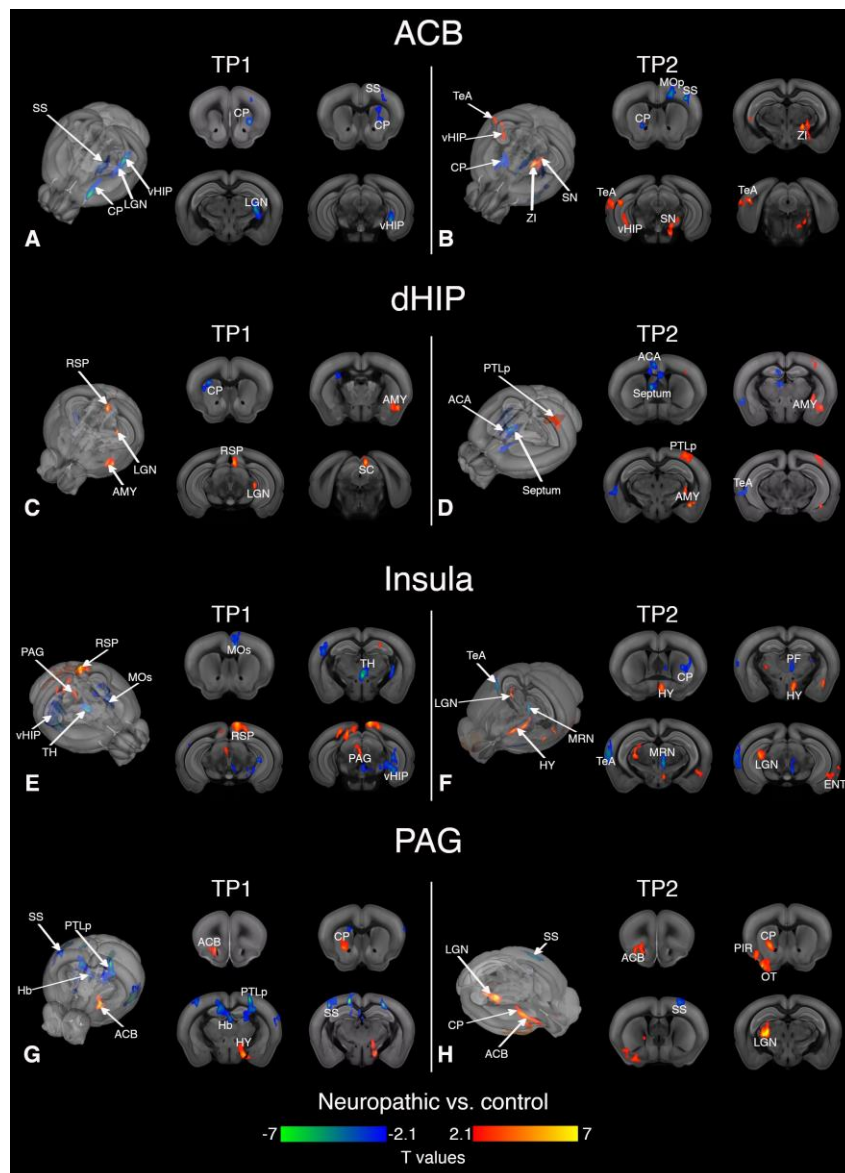 ACB
TP1
TP2
SS
CP
LGN
vHIP
CP
SS
CP
LGN
vHIP
A
TeA
vHIP
CP
ZI
SN
MOp
SS
CP
ZI
TeA
vHIP
SN
TeA
B
dHIP
TP1
TP2
RSP
LGN
AMY
CP
AMY
RSP
LGN
SC
C
PTLp
ACA
Septum
ACA
Septum
AMY
PTLp
AMY
TeA
D
Insula
TP1
TP2
RSP
PAG
MOs
vHIP
TH
MOs
TH
RSP
PAG
vHIP
E
TeA
LGN
MRN
HY
CP
HY
PF
HY
TeA
MRN
LGN
ENT
F
PAG
TP1
TP2
SS
PTLp
Hb
ACB
ACB
CP
PTLp
Hb
HY
SS
G
SS
LGN
CP
ACB
ACB
CP
PIR
OT
SS
LGN
H
Neuropathic vs. control
-7 -2.1 2.1 7
T values